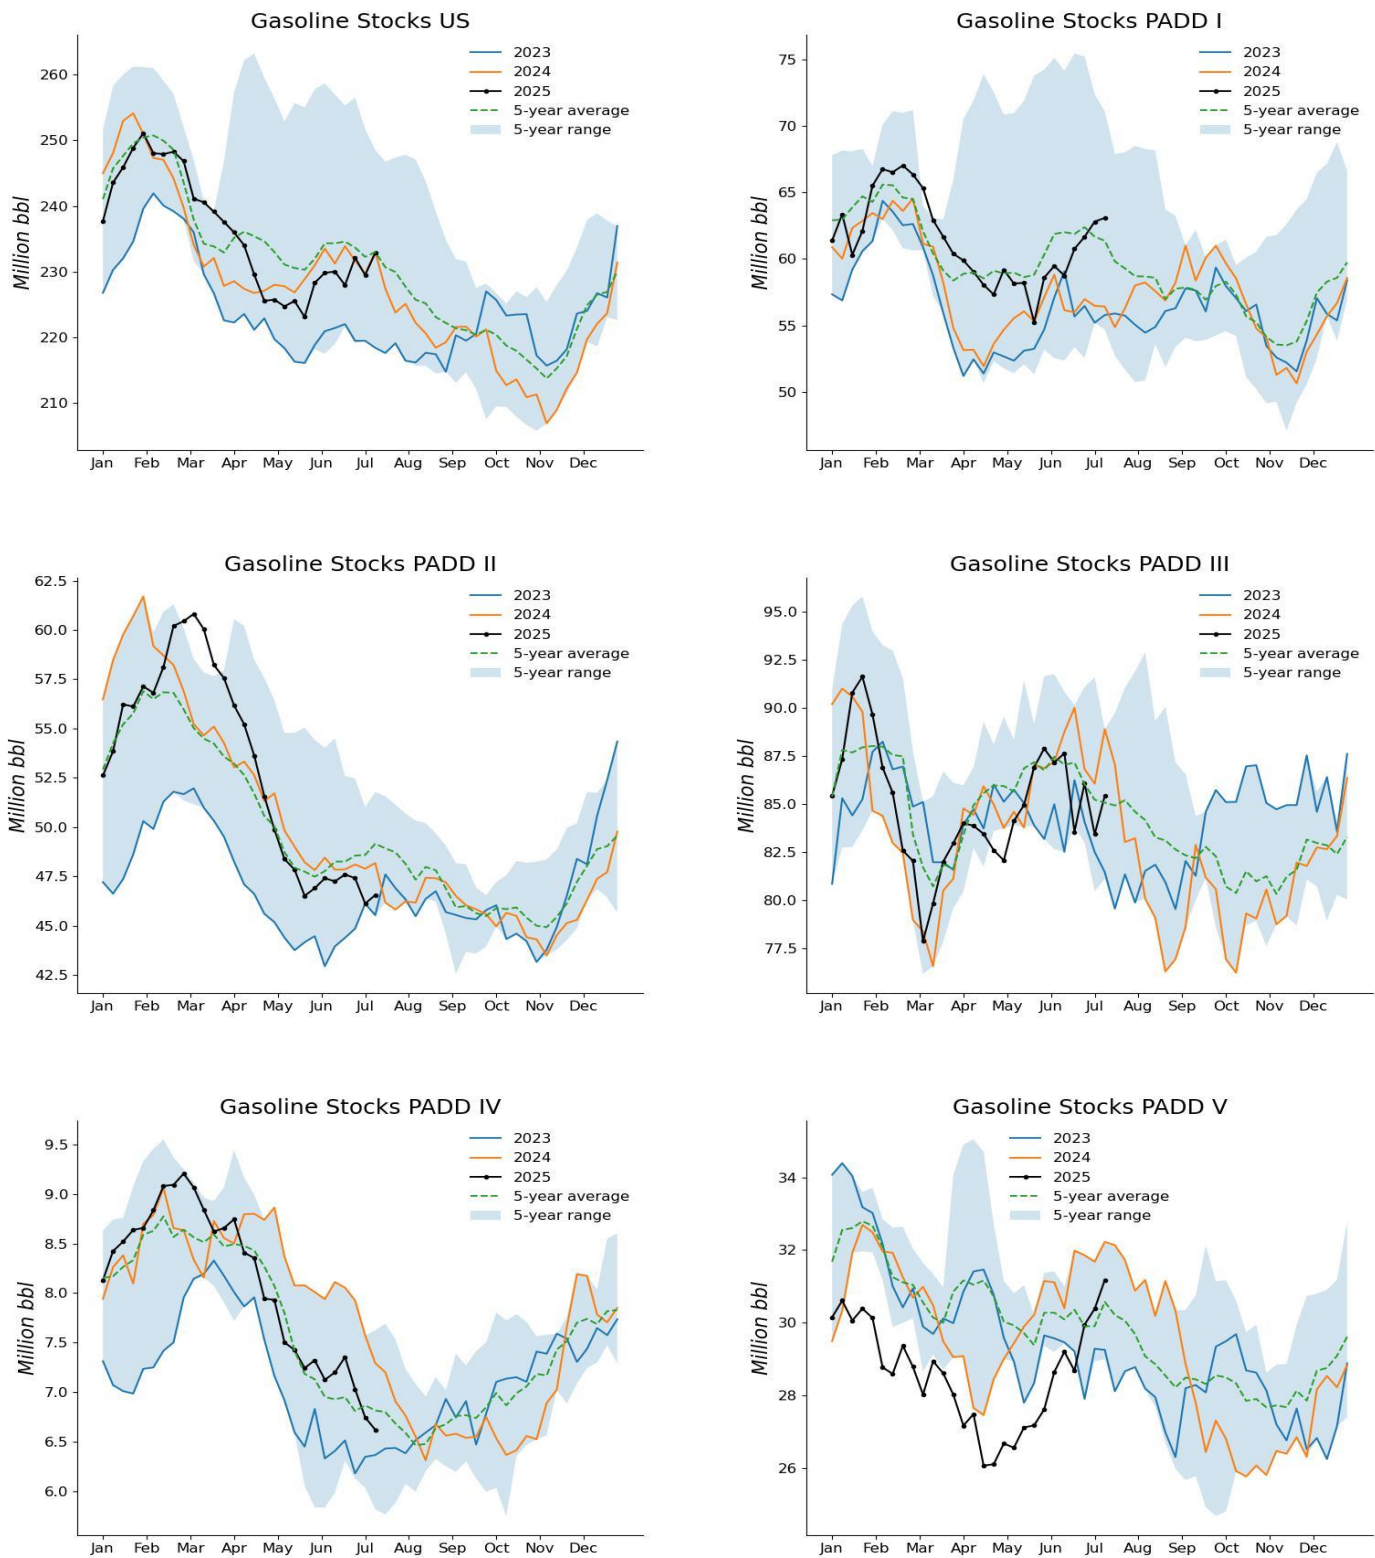 Gasoline Stocks US
Million bbl
260
250
240
230
220
210
Jan Feb Mar Apr May Jun Jul Aug Sep Oct Nov Dec
2023
2024
2025
5-year average
5-year range
Gasoline Stocks PADD I
Million bbl
75
70
65
60
55
50
Jan Feb Mar Apr May Jun Jul Aug Sep Oct Nov Dec
2023
2024
2025
5-year average
5-year range
Gasoline Stocks PADD II
Million bbl
62.5
60.0
57.5
55.0
52.5
50.0
47.5
45.0
42.5
Jan Feb Mar Apr May Jun Jul Aug Sep Oct Nov Dec
2023
2024
2025
5-year average
5-year range
Gasoline Stocks PADD III
Million bbl
95.0
92.5
90.0
87.5
85.0
82.5
80.0
77.5
Jan Feb Mar Apr May Jun Jul Aug Sep Oct Nov Dec
2023
2024
2025
5-year average
5-year range
Gasoline Stocks PADD IV
Million bbl
9.5
9.0
8.5
8.0
7.5
7.0
6.5
6.0
Jan Feb Mar Apr May Jun Jul Aug Sep Oct Nov Dec
2023
2024
2025
5-year average
5-year range
Gasoline Stocks PADD V
Million bbl
34
32
30
28
26
Jan Feb Mar Apr May Jun Jul Aug Sep Oct Nov Dec
2023
2024
2025
5-year average
5-year range